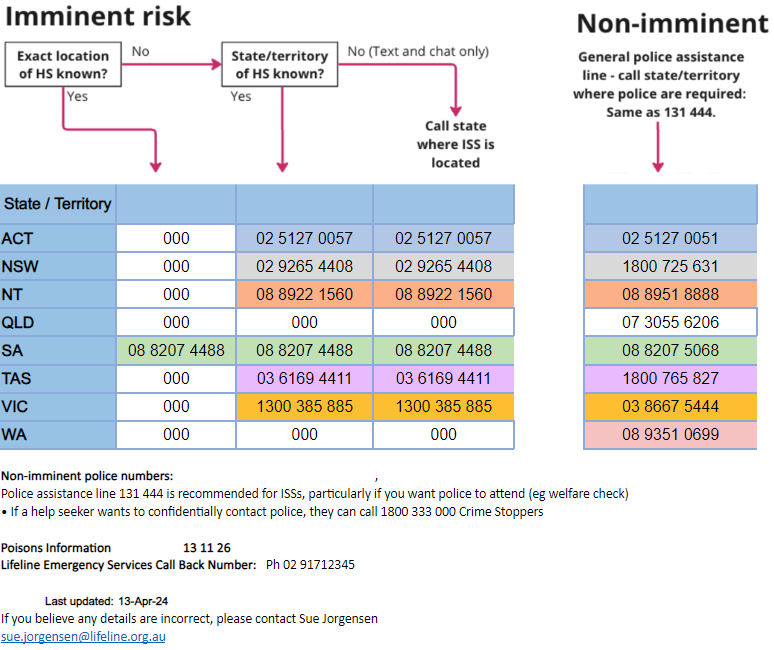 Imminent risk
Non-imminent
Exact location
of HS known?
No
State/territory
of HS known?
No (Text and chat only)
Yes
Yes
Call state
where ISS is
located
General police assistance
line - call state/territory
where police are required:
Same as 131 444.
State / Territory
ACT 000 02 5127 0057 02 5127 0057 02 5127 0051
NSW 000 02 9265 4408 02 9265 4408 1800 725 631
NT 000 08 8922 1560 08 8922 1560 08 8951 8888
QLD 000 000 000 07 3055 6206
SA 08 8207 4488 08 8207 4488 08 8207 4488 08 8207 5068
TAS 000 03 6169 4411 03 6169 4411 1800 765 827
VIC 000 1300 385 885 1300 385 885 03 8667 5444
WA 000 000 000 08 9351 0699
Non-imminent police numbers: ,
Police assistance line 131 444 is recommended for ISSs, particularly if you want police to attend (eg welfare check)
• If a help seeker wants to confidentially contact police, they can call 1800 333 000 Crime Stoppers
Poisons Information 13 11 26
Lifeline Emergency Services Call Back Number: Ph 02 91712345
Last updated: 13-Apr-24
If you believe any details are incorrect, please contact Sue Jorgensen
sue.jorgensen@lifeline.org.au